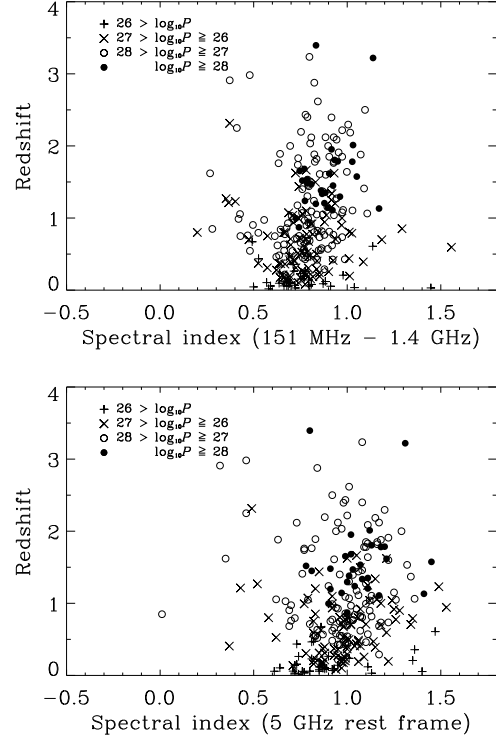 4
+ 26 > log₁₀P
× 27 > log₁₀P ≧ 26
○ 28 > log₁₀P ≧ 27
● log₁₀P ≧ 28
3
2
1
0
Redshift
−0.5 0.0 0.5 1.0 1.5
Spectral index (151 MHz − 1.4 GHz)
4
+ 26 > log₁₀P
× 27 > log₁₀P ≧ 26
○ 28 > log₁₀P ≧ 27
● log₁₀P ≧ 28
3
2
1
0
Redshift
−0.5 0.0 0.5 1.0 1.5
Spectral index (5 GHz rest frame)